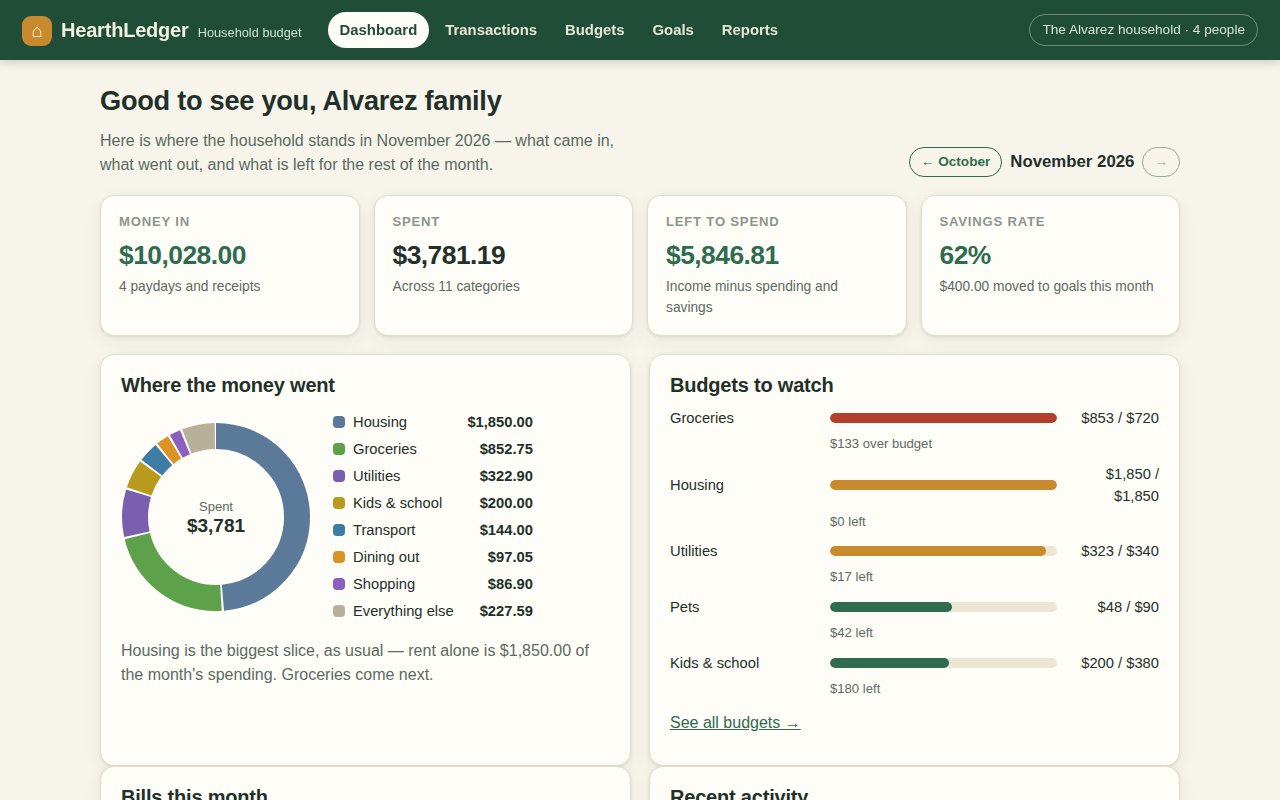 HearthLedger Household budget Dashboard Transactions Budgets Goals Reports The Alvarez household · 4 people
Good to see you, Alvarez family
Here is where the household stands in November 2026 — what came in,
what went out, and what is left for the rest of the month.
← October November 2026 →
MONEY IN
$10,028.00
4 paydays and receipts
SPENT
$3,781.19
Across 11 categories
LEFT TO SPEND
$5,846.81
Income minus spending and
savings
SAVINGS RATE
62%
$400.00 moved to goals this month
Where the money went
Spent
$3,781
Housing $1,850.00
Groceries $852.75
Utilities $322.90
Kids & school $200.00
Transport $144.00
Dining out $97.05
Shopping $86.90
Everything else $227.59
Housing is the biggest slice, as usual — rent alone is $1,850.00 of
the month's spending. Groceries come next.
Budgets to watch
Groceries $853 / $720
$133 over budget
Housing $1,850 /
$1,850
$0 left
Utilities $323 / $340
$17 left
Pets $48 / $90
$42 left
Kids & school $200 / $380
$180 left
See all budgets →
Bills this month
Recent activity